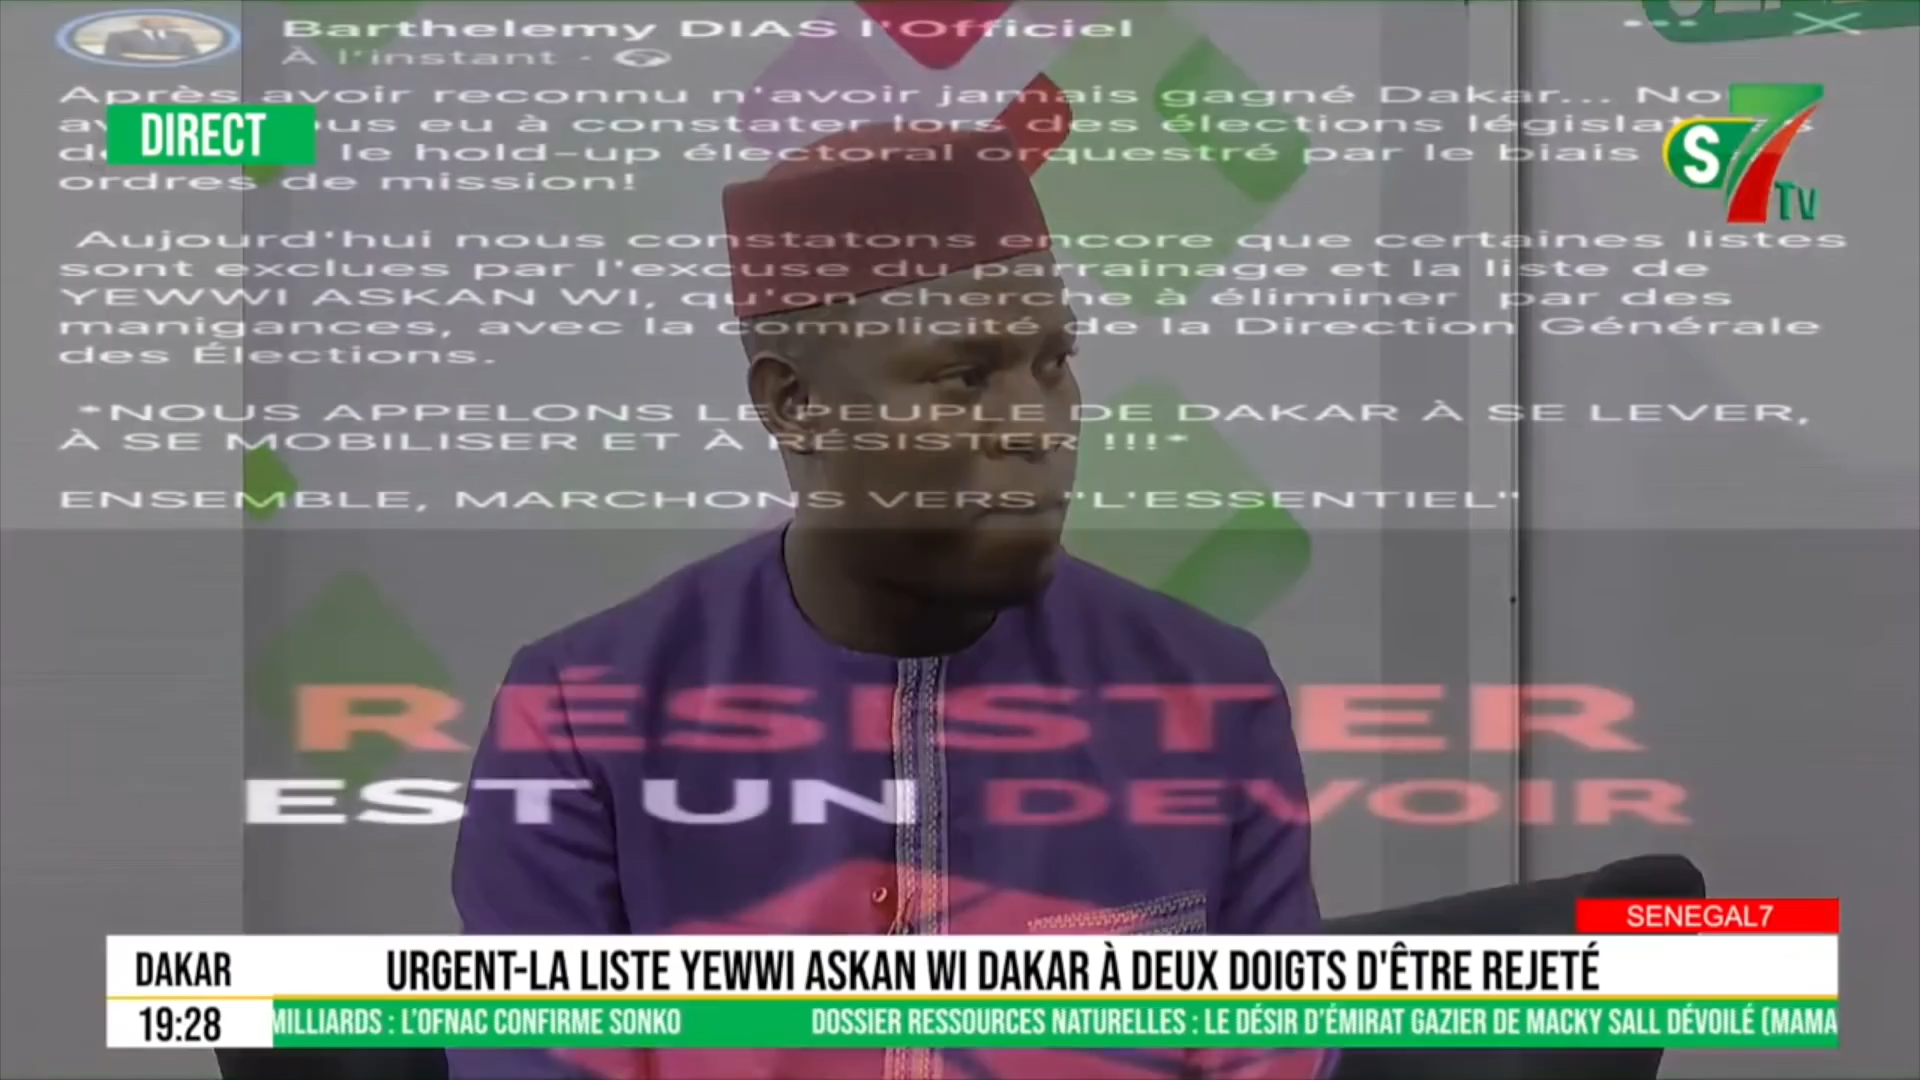 Barthelemy DIAS l'Officiel
À l'instant
Après avoir reconnu n'avoir jamais gagné Dakar...
eu à constater lors des élections
le hold-up électoral orquestré par le biais
ordres de mission!
DIRECT
S7 TV
Aujourd'hui nous constatons encore que certaines listes
sont exclues par l'excuse du parrainage et la liste de
YEWWI ASKAN WI, qu'on cherche à éliminer par des
manigances, avec la complicité de la Direction Générale
des Élections.
*NOUS APPELONS LE PEUPLE DE DAKAR À SE LEVER,
À SE MOBILISER ET À RÉSISTER !!!*
ENSEMBLE, MARCHONS VERS "L'ESSENTIEL"
RÉSISTER
EST UN DEVOIR
SENEGAL7
DAKAR
URGENT-LA LISTE YEWWI ASKAN WI DAKAR À DEUX DOIGTS D'ÊTRE REJETÉ
19:28
MILLIARDS : L'OFNAC CONFIRME SONKO DOSSIER RESSOURCES NATURELLES : LE DÉSIR D'ÉMIRAT GAZIER DE MACKY SALL DÉVOILÉ (MAMA